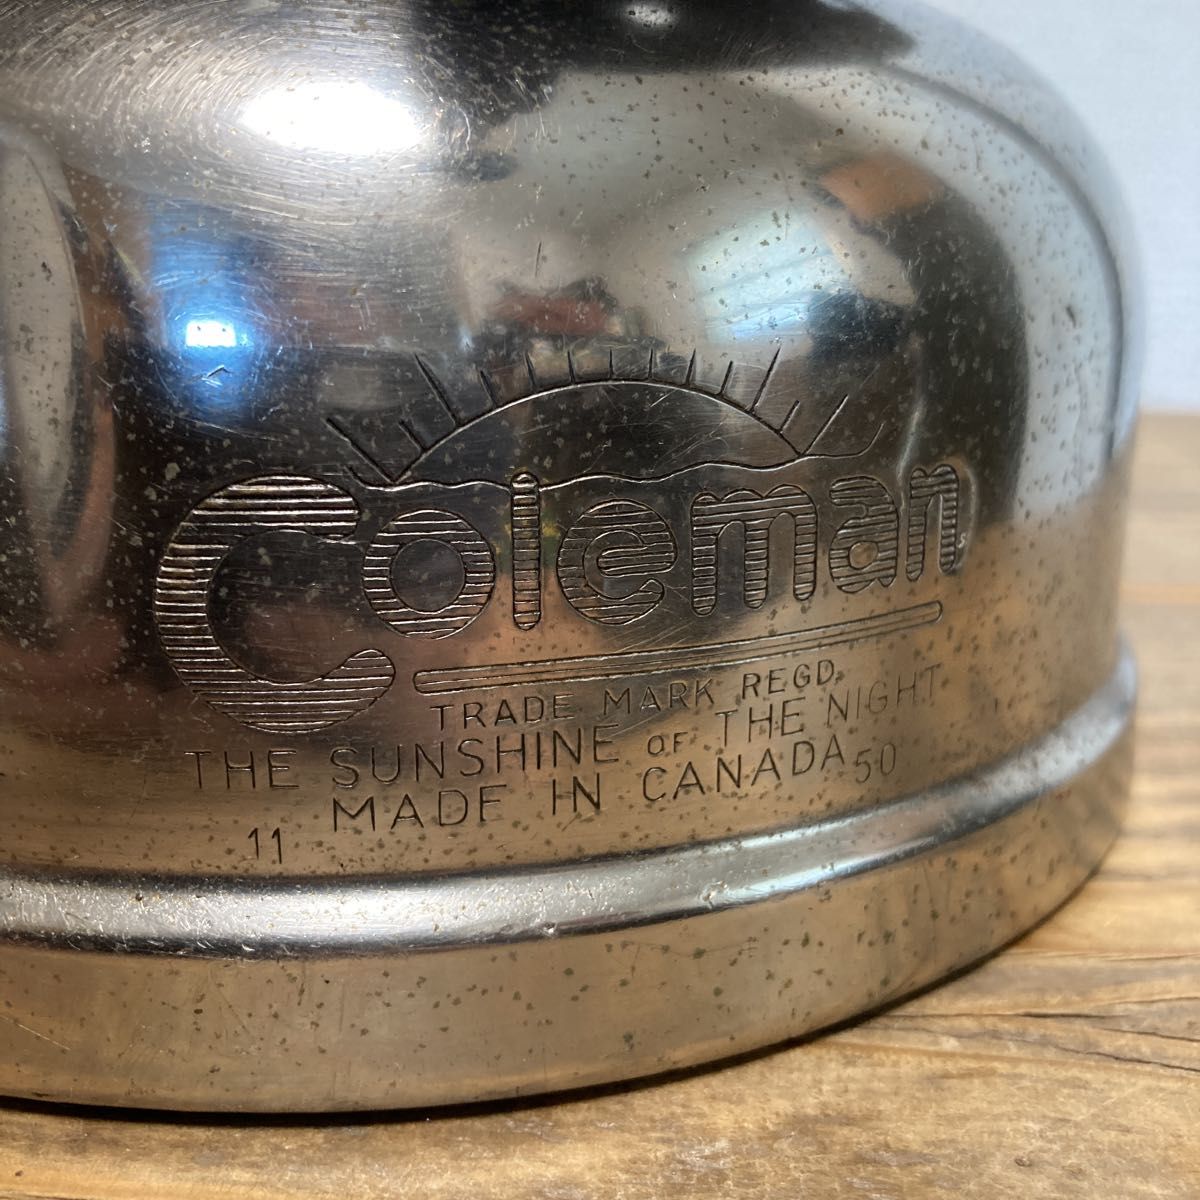 Coleman
TRADE MARK REGD.
THE SUNSHINE OF THE NIGHT
MADE IN CANADA
11 50